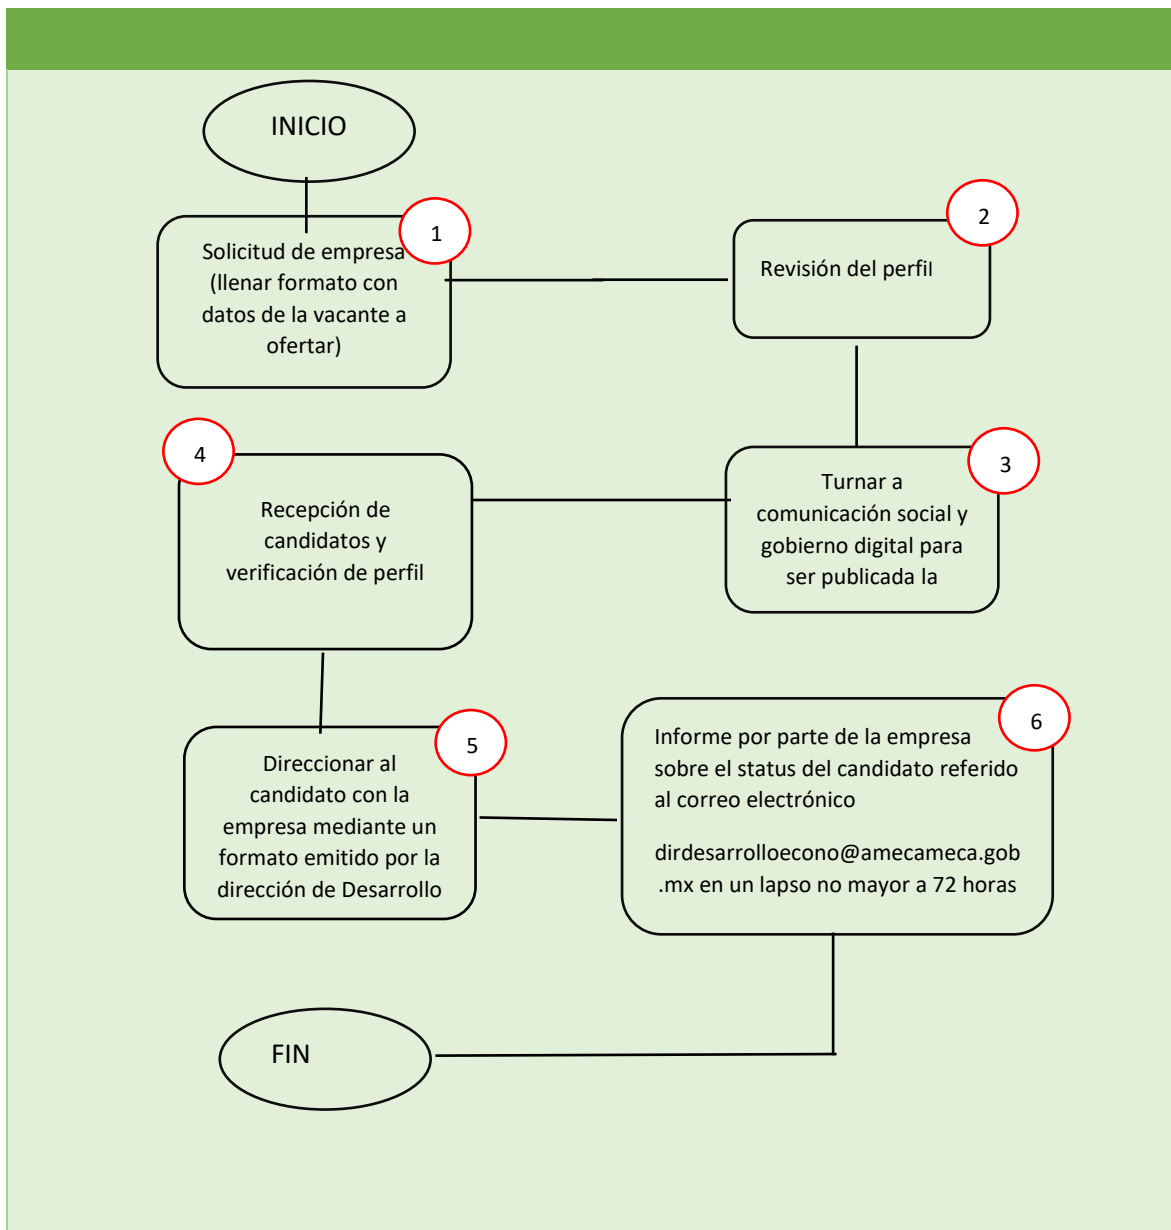 INICIO
1
Solicitud de empresa
(llenar formato con
datos de la vacante a
ofertar)
2
Revisión del perfil
3
Turnar a
comunicación social y
gobierno digital para
ser publicada la
4
Recepción de
candidatos y
verificación de perfil
5
Direccionar al
candidato con la
empresa mediante un
formato emitido por la
dirección de Desarrollo
6
Informe por parte de la empresa
sobre el status del candidato referido
al correo electrónico
dirdesarrolloecono@amecameca.gob
.mx en un lapso no mayor a 72 horas
FIN